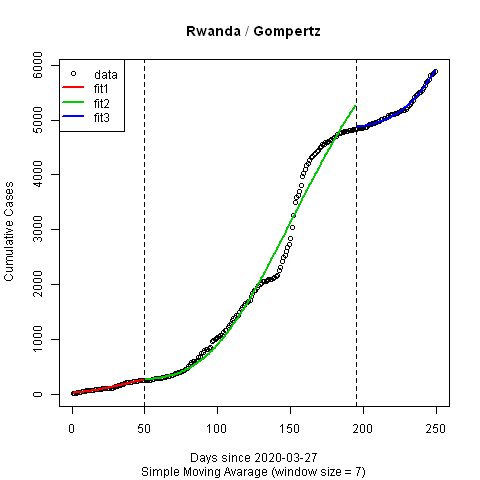 Rwanda / Gompertz
data
fit1
fit2
fit3
Cumulative Cases
6000
5000
4000
3000
2000
1000
0
0 50 100 150 200 250
Days since 2020-03-27
Simple Moving Avarage (window size = 7)